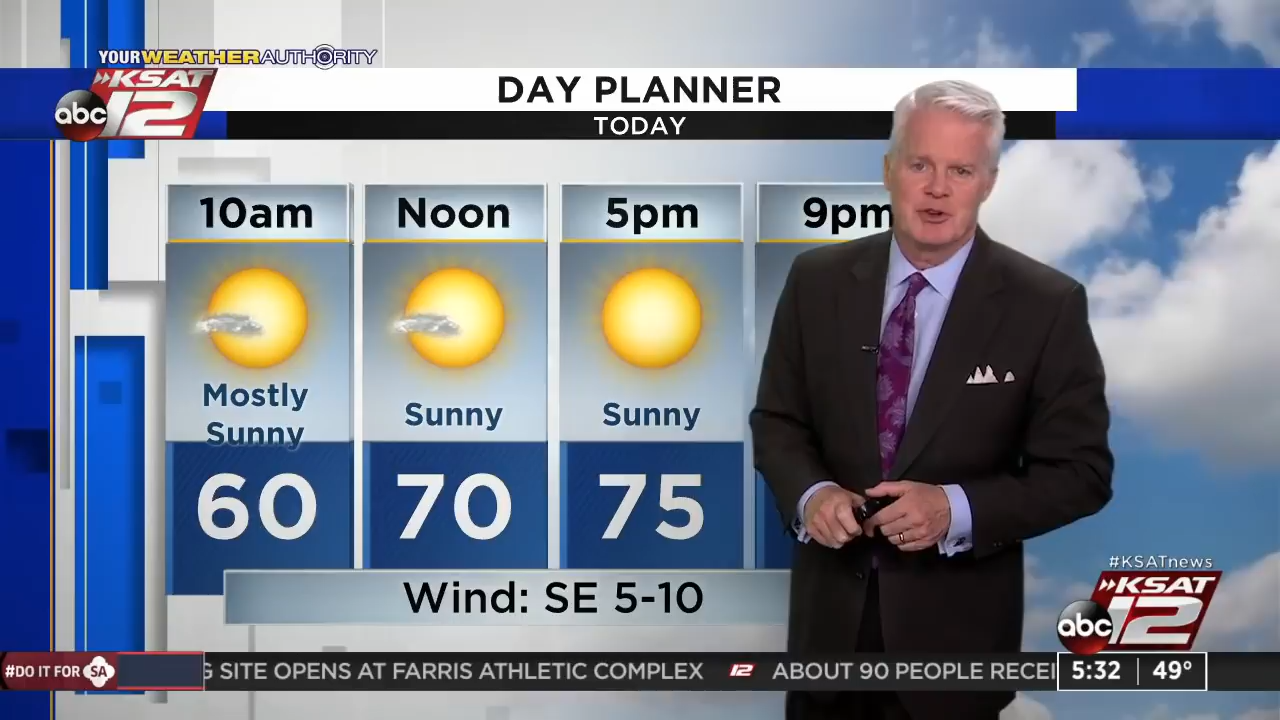 YOUR WEATHER AUTHORITY
KSAT
abc 12
DAY PLANNER
TODAY
10am
Noon
5pm
9pm
Mostly
Sunny
Sunny
Sunny
60
70
75
Wind: SE 5-10
#KSATnews
KSAT
abc 12
#DO IT FOR SA
G SITE OPENS AT FARRIS ATHLETIC COMPLEX 12 ABOUT 90 PEOPLE RECEI
5:32 49°